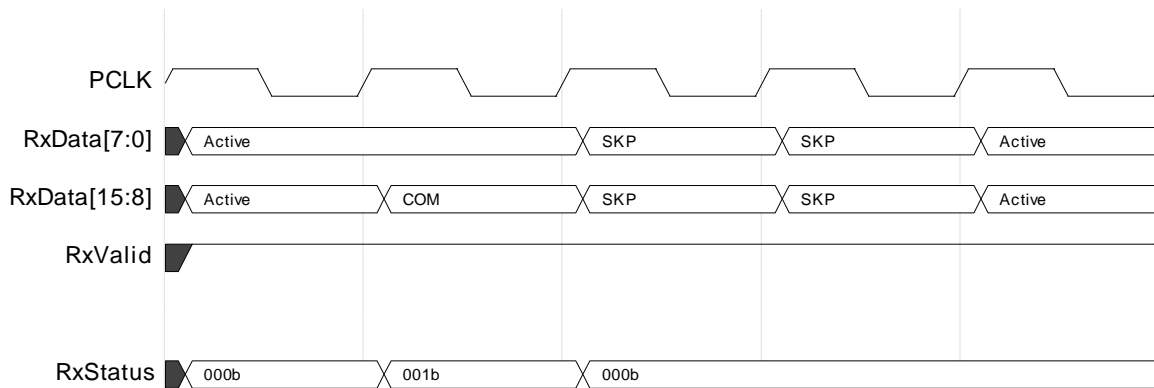 PCLK
RxData[7:0] Active SKP SKP Active
RxData[15:8] Active COM SKP SKP Active
RxValid
RxStatus 000b 001b 000b